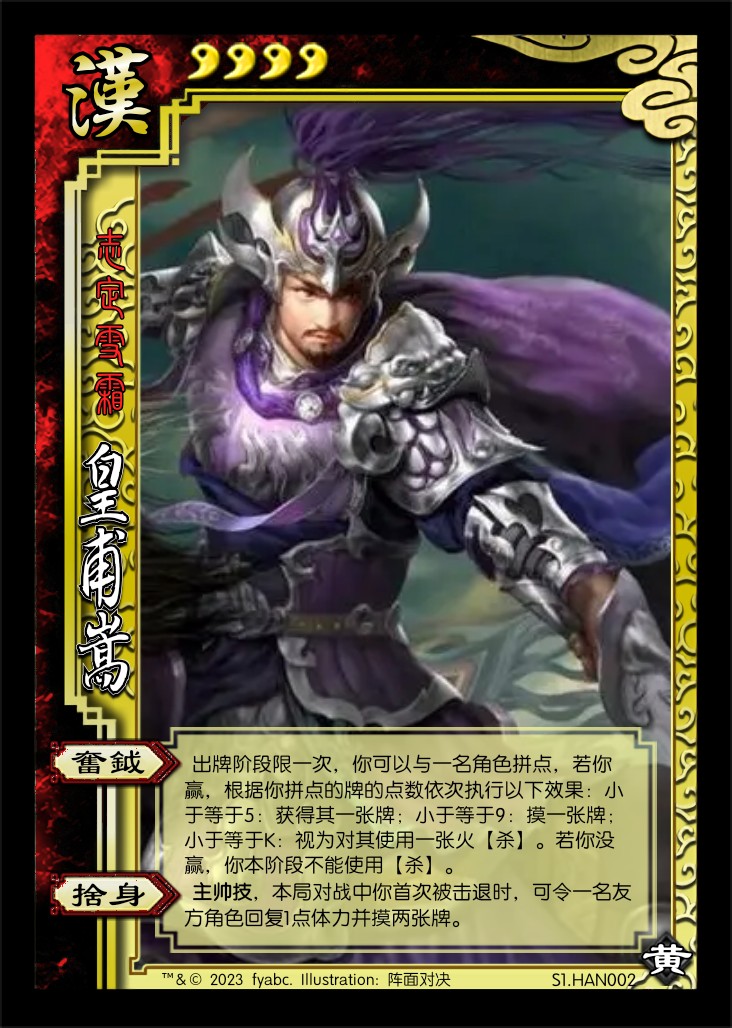 漢
志定雪霜
皇甫嵩
奮鉞
出牌阶段限一次，你可以与一名角色拼点，若你
赢，根据你拼点的牌的点数依次执行以下效果：小
于等于5：获得其一张牌；小于等于9：摸一张牌；
小于等于K：视为对其使用一张火【杀】。若你没
赢，你本阶段不能使用【杀】。
捨身
主帅技，本局对战中你首次被击退时，可令一名友
方角色回复1点体力并摸两张牌。
黄
™&© 2023 fyabc. Illustration: 阵面对决
S1.HAN002